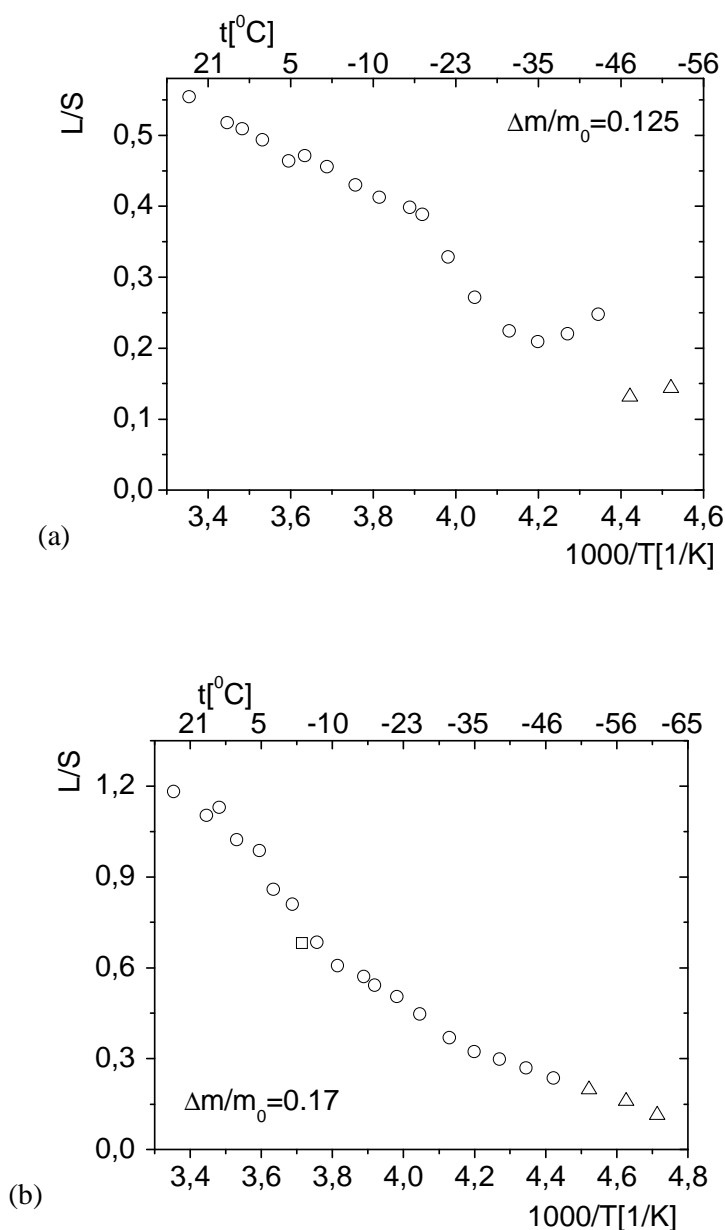 t[⁰C]
21 5 -10 -23 -35 -46 -56
L/S
Δm/m₀=0.125
0,5
0,4
0,3
0,2
0,1
0,0
3,4 3,6 3,8 4,0 4,2 4,4 4,6
(a)
1000/T[1/K]
t[⁰C]
21 5 -10 -23 -35 -46 -56 -65
L/S
1,2
0,9
0,6
0,3
Δm/m₀=0.17
0,0
3,4 3,6 3,8 4,0 4,2 4,4 4,6 4,8
(b)
1000/T[1/K]